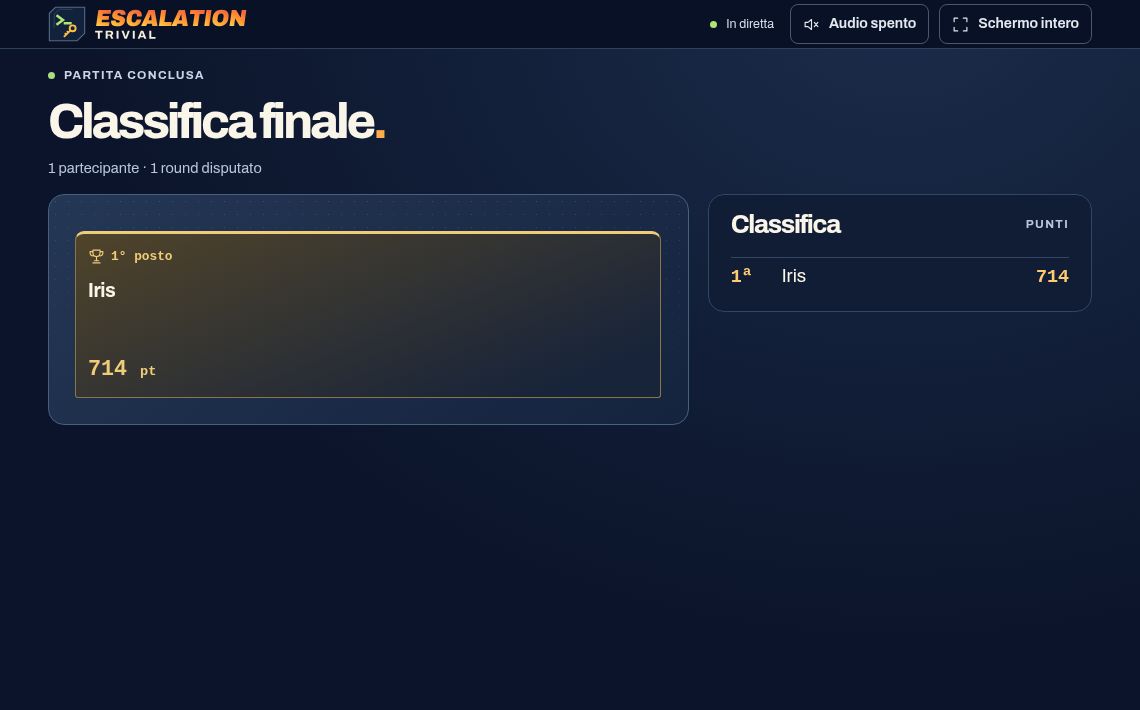 ESCALATION
TRIVIAL
In diretta
Audio spento
Schermo intero
PARTITA CONCLUSA
Classifica finale.
1 partecipante · 1 round disputato
1° posto
Iris
714 pt
Classifica
PUNTI
1ª Iris 714